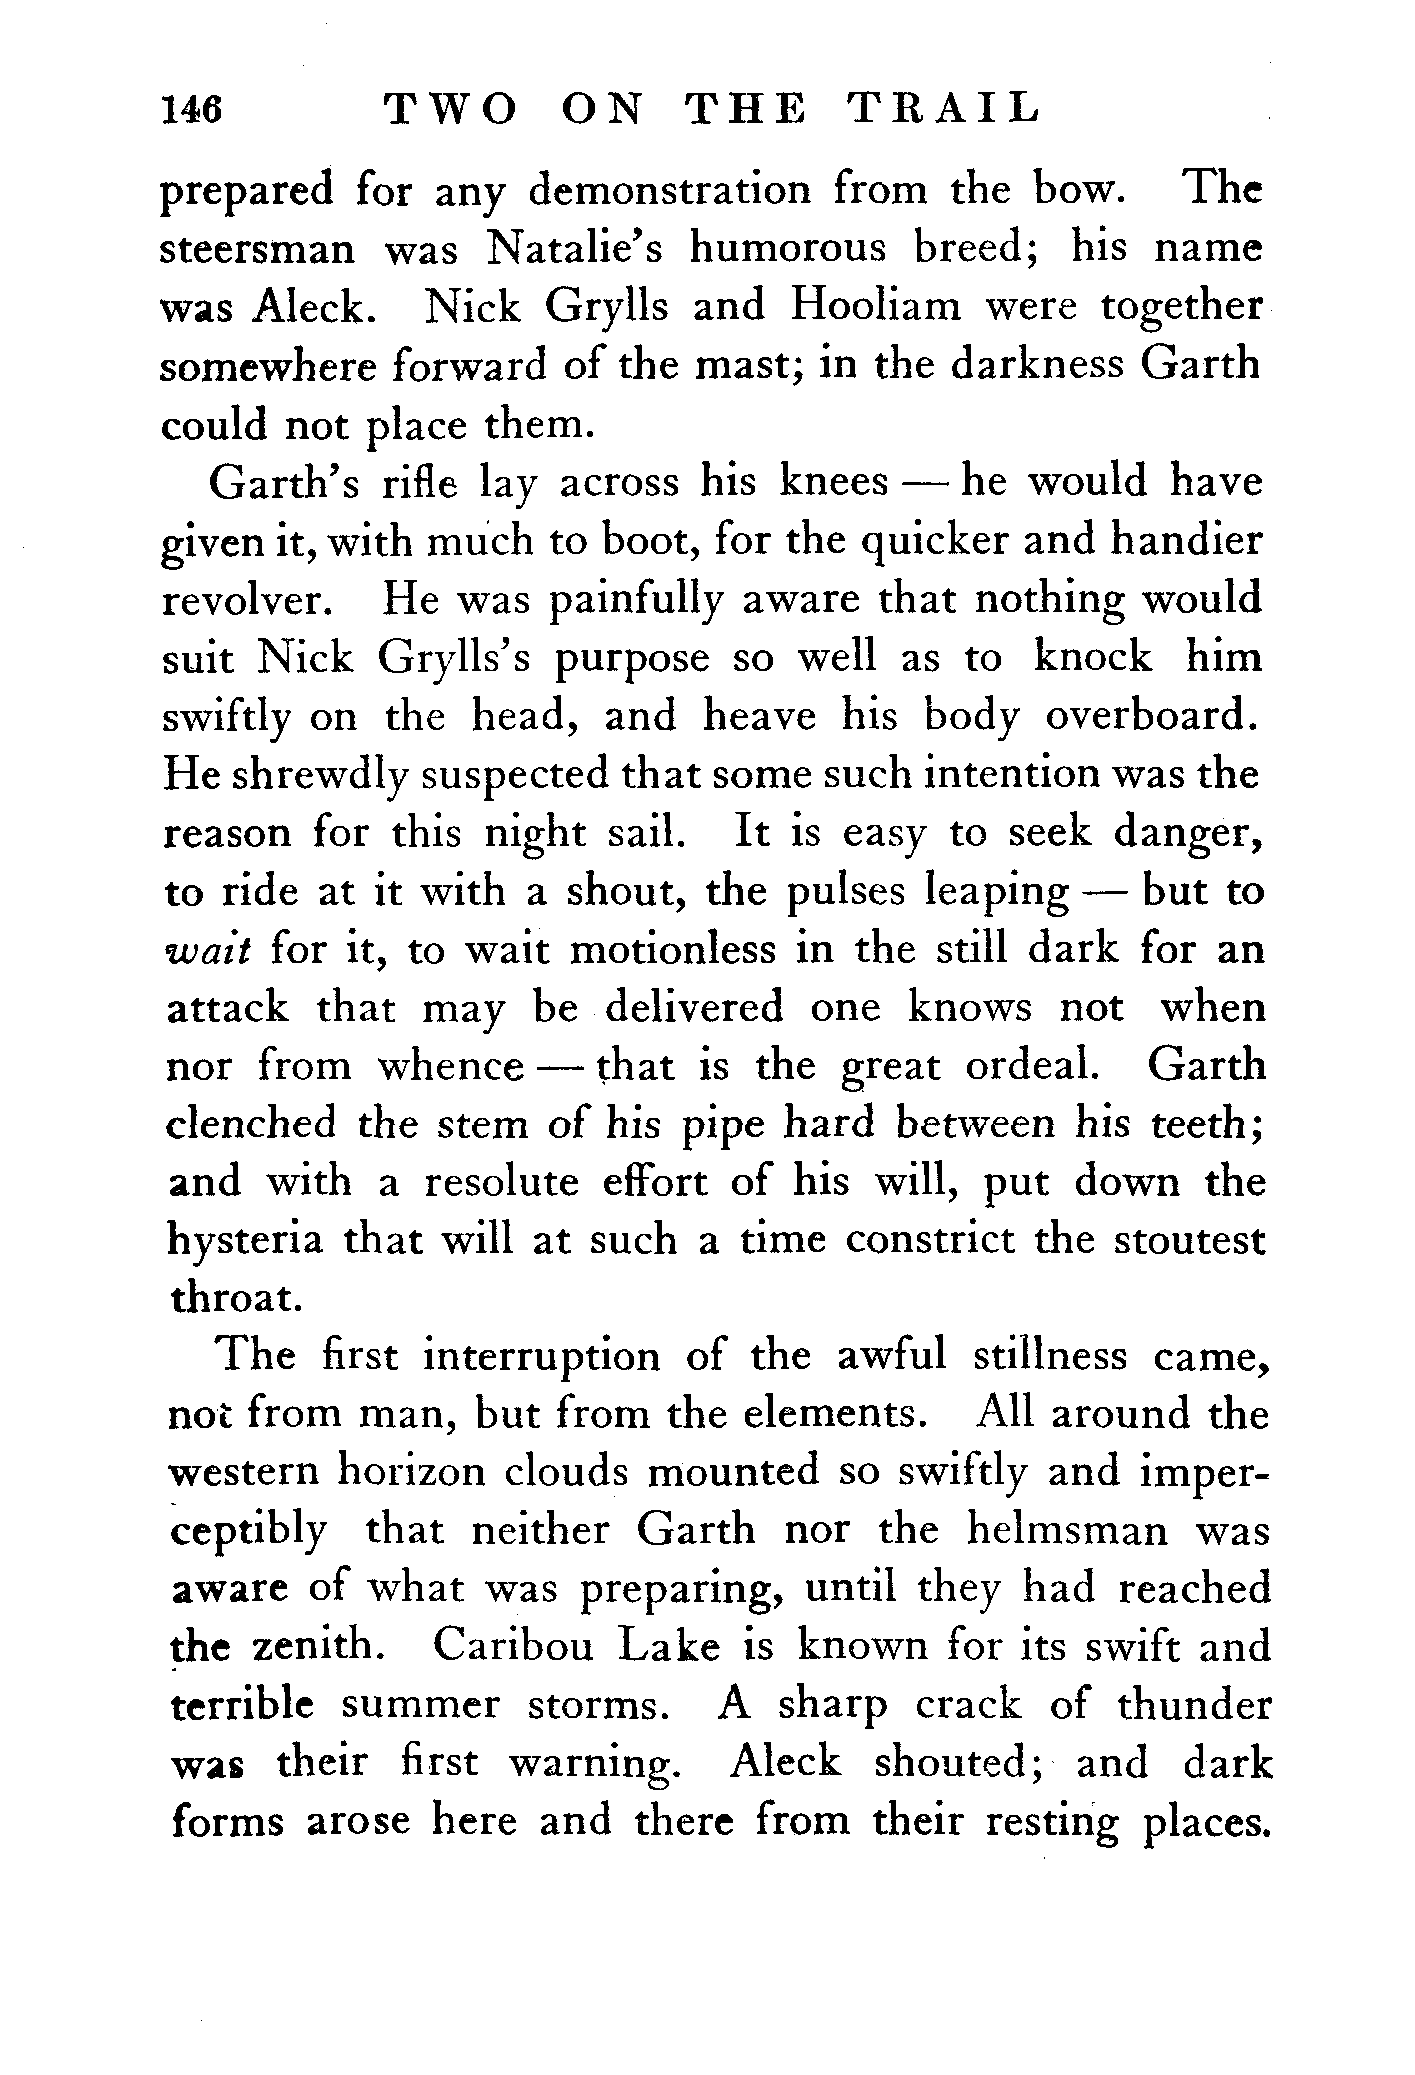 146 TWO ON THE TRAIL
prepared for any demonstration from the bow. The
steersman was Natalie's humorous breed; his name
was Aleck. Nick Grylls and Hooliam were together
somewhere forward of the mast; in the darkness Garth
could not place them.
Garth's rifle lay across his knees — he would have
given it, with much to boot, for the quicker and handier
revolver. He was painfully aware that nothing would
suit Nick Grylls's purpose so well as to knock him
swiftly on the head, and heave his body overboard.
He shrewdly suspected that some such intention was the
reason for this night sail. It is easy to seek danger,
to ride at it with a shout, the pulses leaping — but to
wait for it, to wait motionless in the still dark for an
attack that may be delivered one knows not when
nor from whence — that is the great ordeal. Garth
clenched the stem of his pipe hard between his teeth;
and with a resolute effort of his will, put down the
hysteria that will at such a time constrict the stoutest
throat.
The first interruption of the awful stillness came,
not from man, but from the elements. All around the
western horizon clouds mounted so swiftly and imper-
ceptibly that neither Garth nor the helmsman was
aware of what was preparing, until they had reached
the zenith. Caribou Lake is known for its swift and
terrible summer storms. A sharp crack of thunder
was their first warning. Aleck shouted; and dark
forms arose here and there from their resting places.